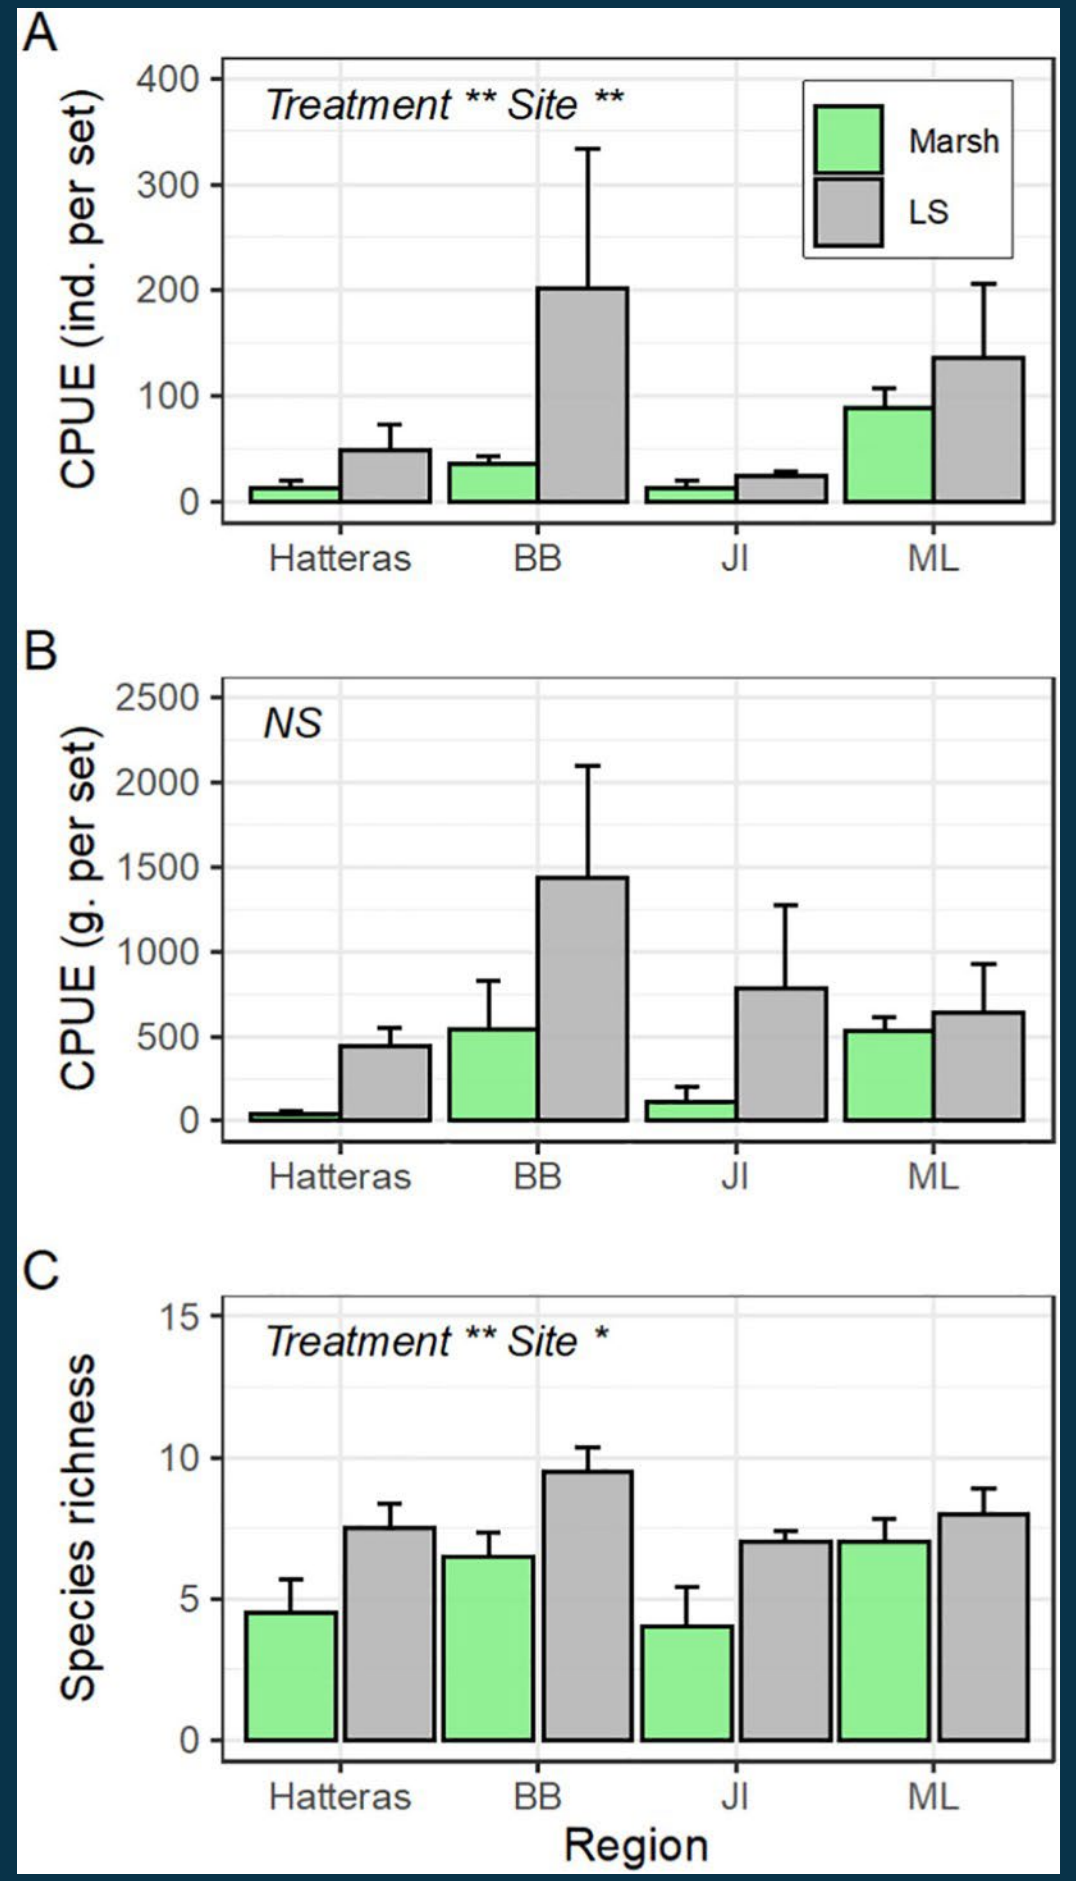 A
CPUE (ind. per set)
400
300
200
100
0
Treatment ** Site **
Marsh
LS
Hatteras BB JI ML
B
CPUE (g. per set)
2500
2000
1500
1000
500
0
NS
Hatteras BB JI ML
C
Species richness
15
10
5
0
Treatment ** Site *
Hatteras BB JI ML
Region